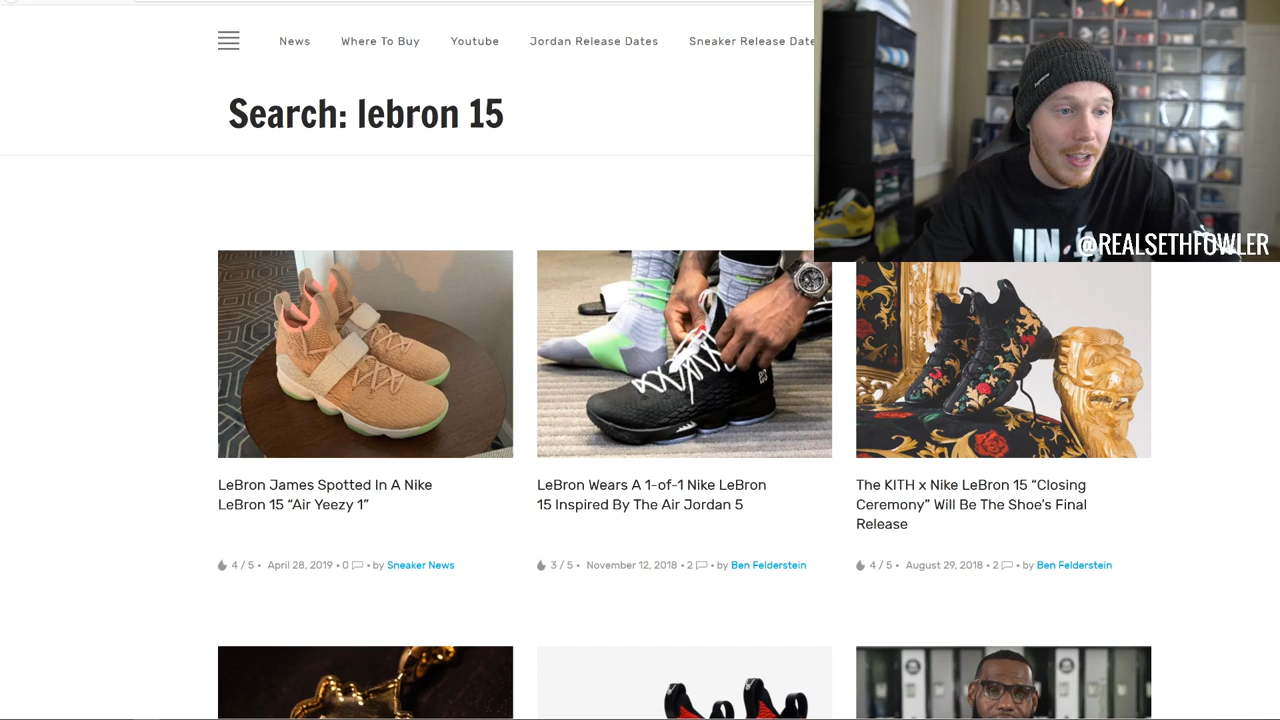 News Where To Buy Youtube Jordan Release Dates Sneaker Release Date
Search: lebron 15
@REALSETHFOWLER
LeBron James Spotted In A Nike
LeBron 15 “Air Yeezy 1”
4 / 5 • April 28, 2019 • 0 • by Sneaker News
LeBron Wears A 1-of-1 Nike LeBron
15 Inspired By The Air Jordan 5
3 / 5 • November 12, 2018 • 2 • by Ben Felderstein
The KITH x Nike LeBron 15 “Closing
Ceremony” Will Be The Shoe’s Final
Release
4 / 5 • August 29, 2018 • 2 • by Ben Felderstein
23